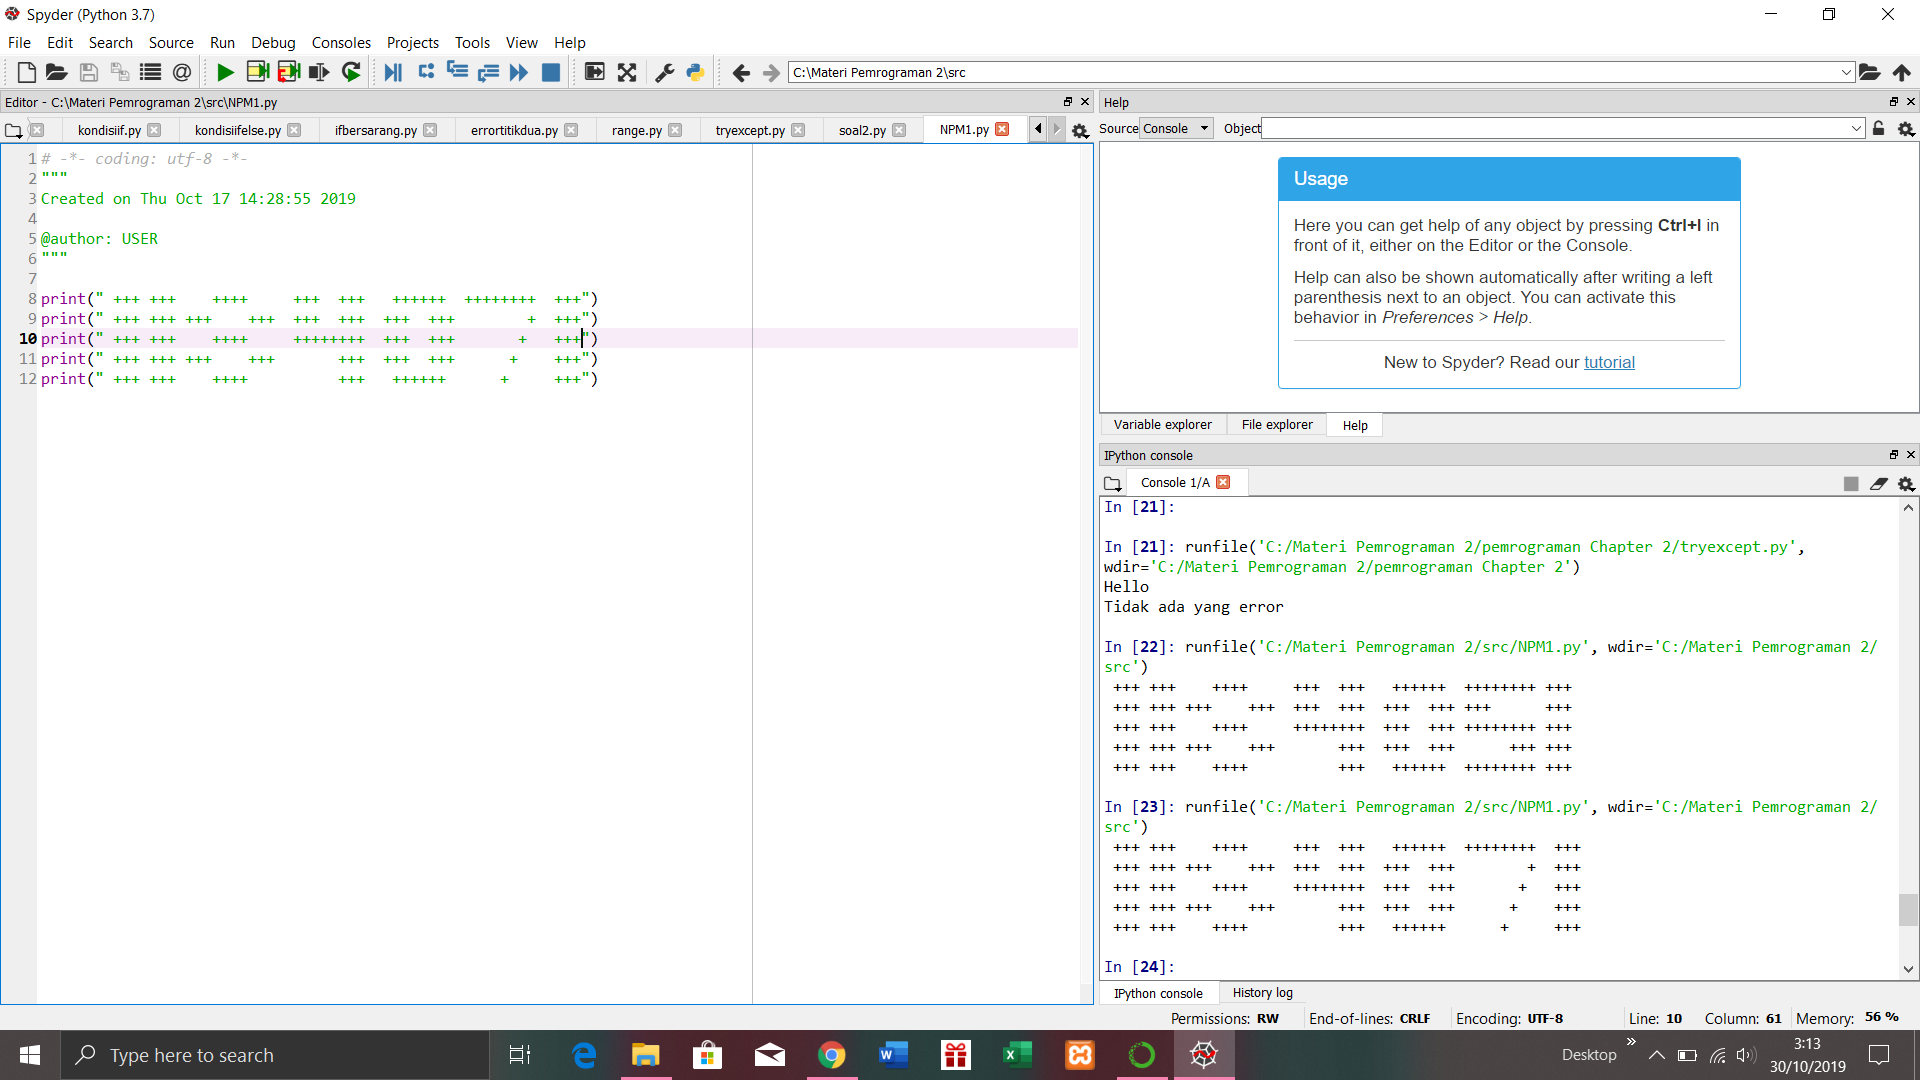 Spyder (Python 3.7)
File Edit Search Source Run Debug Consoles Projects Tools View Help
C:\Materi Pemrograman 2\src
Editor - C:\Materi Pemrograman 2\src\NPM1.py
kondisiif.py kondisiifelse.py ifbersarang.py errortitikdua.py range.py tryexcept.py soal2.py NPM1.py
1 # -*- coding: utf-8 -*-
2 """
3 Created on Thu Oct 17 14:28:55 2019
4
5 @author: USER
6 """
7
8 print(" +++ +++    ++++     +++  +++   ++++++  ++++++++  +++")
9 print(" +++ +++ +++    +++  +++  +++  +++  +++        +  +++")
10 print(" +++ +++    ++++     ++++++++  +++  +++       +   +++")
11 print(" +++ +++ +++    +++       +++  +++  +++      +    +++")
12 print(" +++ +++    ++++          +++   ++++++      +     +++")
Help
Source Console Object
Usage
Here you can get help of any object by pressing Ctrl+I in
front of it, either on the Editor or the Console.
Help can also be shown automatically after writing a left
parenthesis next to an object. You can activate this
behavior in Preferences > Help.
New to Spyder? Read our tutorial
Variable explorer File explorer Help
IPython console
Console 1/A
In [21]:
In [21]: runfile('C:/Materi Pemrograman 2/pemrograman Chapter 2/tryexcept.py',
wdir='C:/Materi Pemrograman 2/pemrograman Chapter 2')
Hello
Tidak ada yang error
In [22]: runfile('C:/Materi Pemrograman 2/src/NPM1.py', wdir='C:/Materi Pemrograman 2/
src')
 +++ +++    ++++     +++  +++   ++++++  ++++++++ +++
 +++ +++ +++    +++  +++  +++  +++  +++ +++      +++
 +++ +++    ++++     ++++++++  +++  +++ ++++++++ +++
 +++ +++ +++    +++       +++  +++  +++      +++ +++
 +++ +++    ++++          +++   ++++++  ++++++++ +++
In [23]: runfile('C:/Materi Pemrograman 2/src/NPM1.py', wdir='C:/Materi Pemrograman 2/
src')
 +++ +++    ++++     +++  +++   ++++++  ++++++++  +++
 +++ +++ +++    +++  +++  +++  +++  +++        +  +++
 +++ +++    ++++     ++++++++  +++  +++       +   +++
 +++ +++ +++    +++       +++  +++  +++      +    +++
 +++ +++    ++++          +++   ++++++      +     +++
In [24]:
IPython console History log
Permissions: RW End-of-lines: CRLF Encoding: UTF-8 Line: 10 Column: 61 Memory: 56 %
Type here to search
Desktop
3:13
30/10/2019